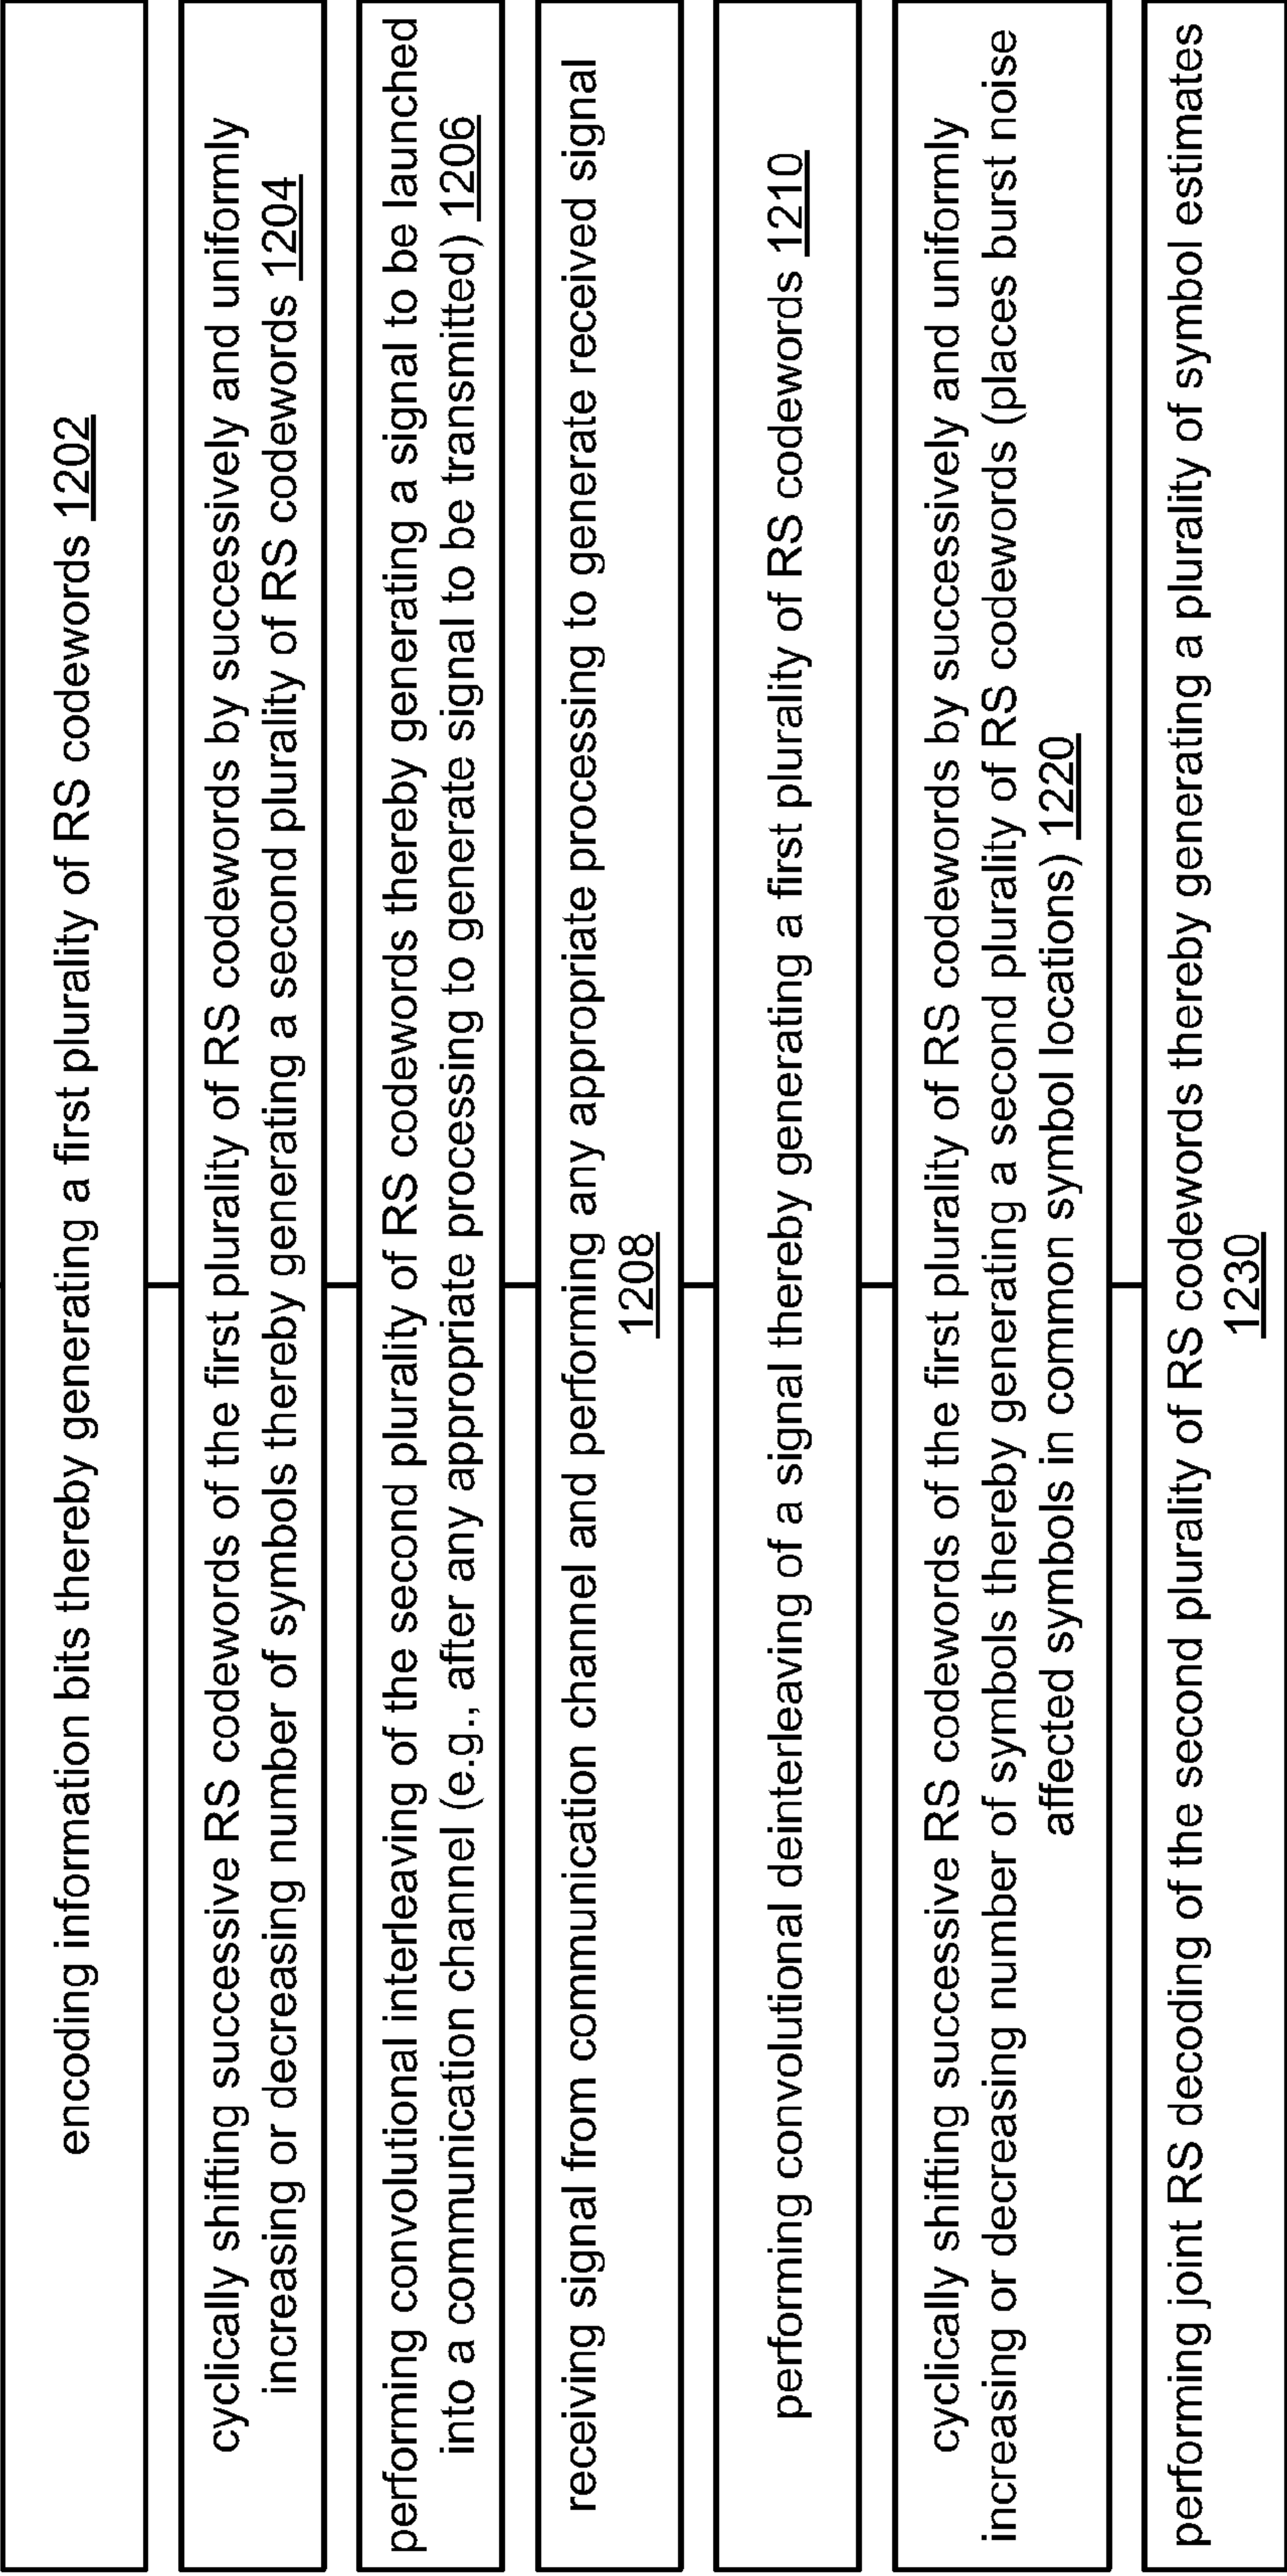 encoding information bits thereby generating a first plurality of RS codewords 1202
cyclically shifting successive RS codewords of the first plurality of RS codewords by successively and uniformly
increasing or decreasing number of symbols thereby generating a second plurality of RS codewords 1204
performing convolutional interleaving of the second plurality of RS codewords thereby generating a signal to be launched
into a communication channel (e.g., after any appropriate processing to generate signal to be transmitted) 1206
receiving signal from communication channel and performing any appropriate processing to generate received signal
1208
performing convolutional deinterleaving of a signal thereby generating a first plurality of RS codewords 1210
cyclically shifting successive RS codewords of the first plurality of RS codewords by successively and uniformly
increasing or decreasing number of symbols thereby generating a second plurality of RS codewords (places burst noise
affected symbols in common symbol locations) 1220
performing joint RS decoding of the second plurality of RS codewords thereby generating a plurality of symbol estimates
1230